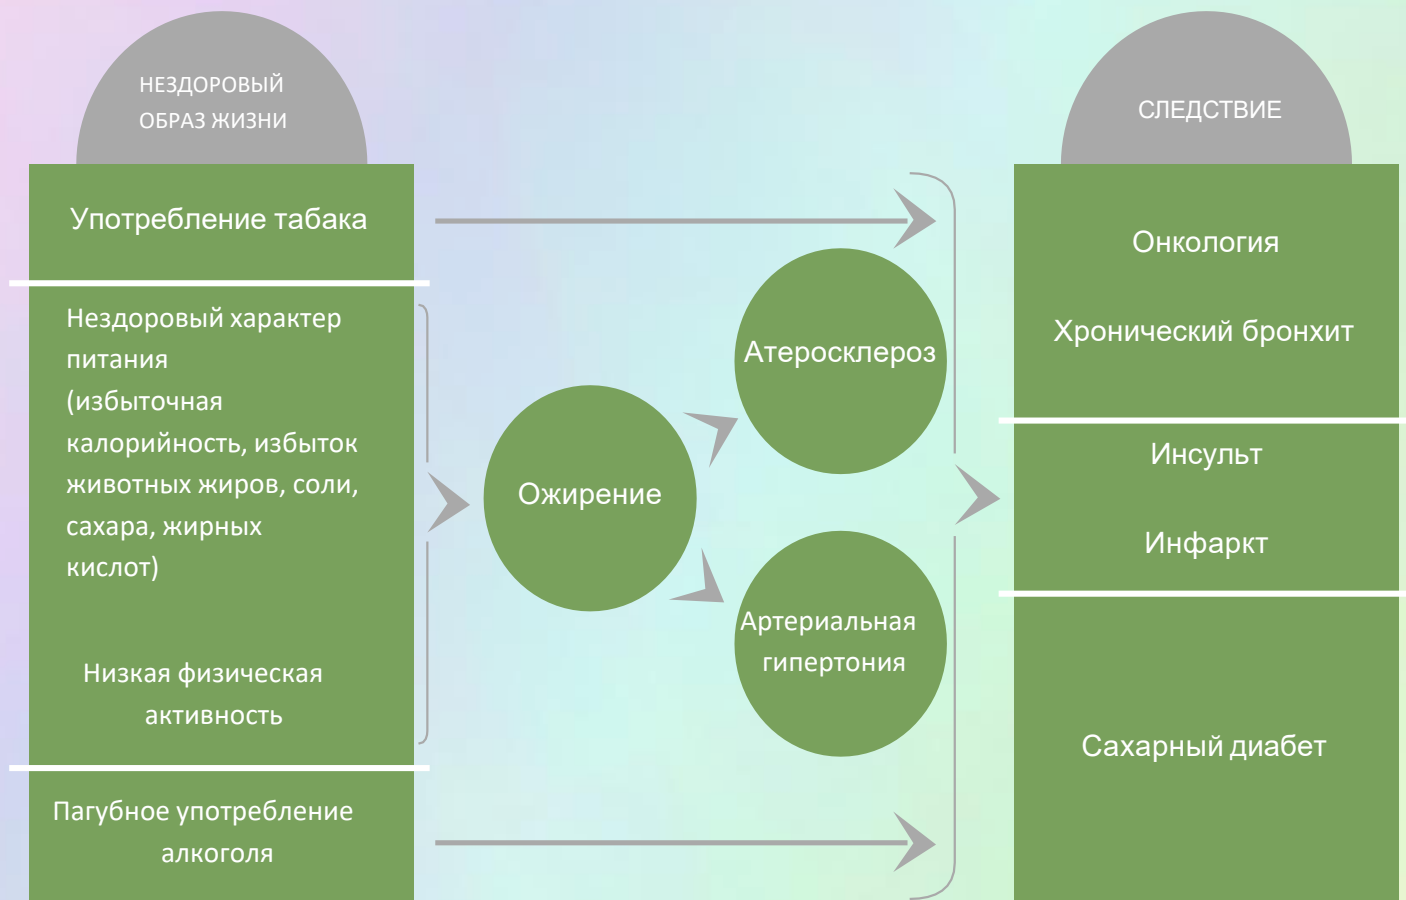 НЕЗДОРОВЫЙ
ОБРАЗ ЖИЗНИ
Употребление табака
Нездоровый характер
питания
(избыточная
калорийность, избыток
животных жиров, соли,
сахара, жирных
кислот)
Низкая физическая
активность
Пагубное употребление
алкоголя
Ожирение
Атеросклероз
Артериальная
гипертония
СЛЕДСТВИЕ
Онкология
Хронический бронхит
Инсульт
Инфаркт
Сахарный диабет